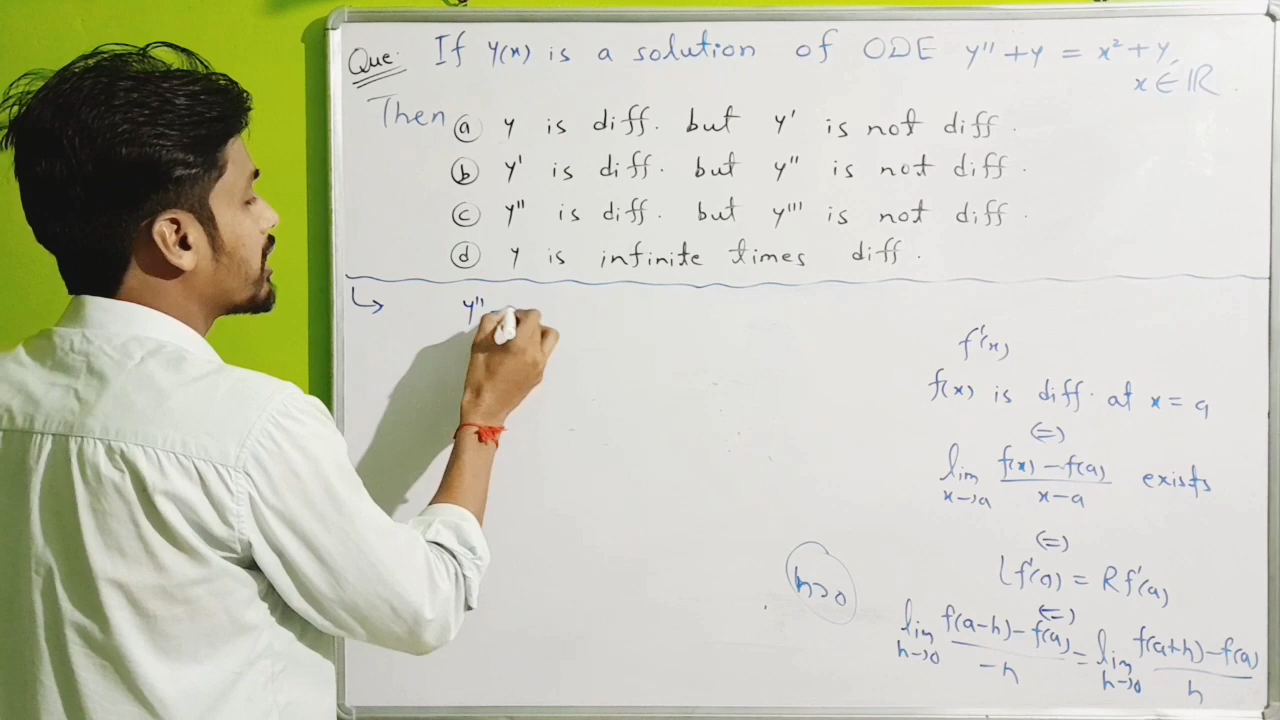 Que: If y(x) is a solution of ODE y'' + y = x² + y,
x ∈ ℝ.
Then (a) y is diff. but y' is not diff.
(b) y' is diff. but y'' is not diff.
(c) y'' is diff. but y''' is not diff.
(d) y is infinite times diff.
↳ y''
f'(x)
f(x) is diff. at x = a
(=)
lim x→a (f(x) − f(a))/(x − a) exists
(=)
Lf'(a) = Rf'(a)
(=)
h>0
lim h→0 (f(a−h) − f(a))/(−h) = lim h→0 (f(a+h) − f(a))/h